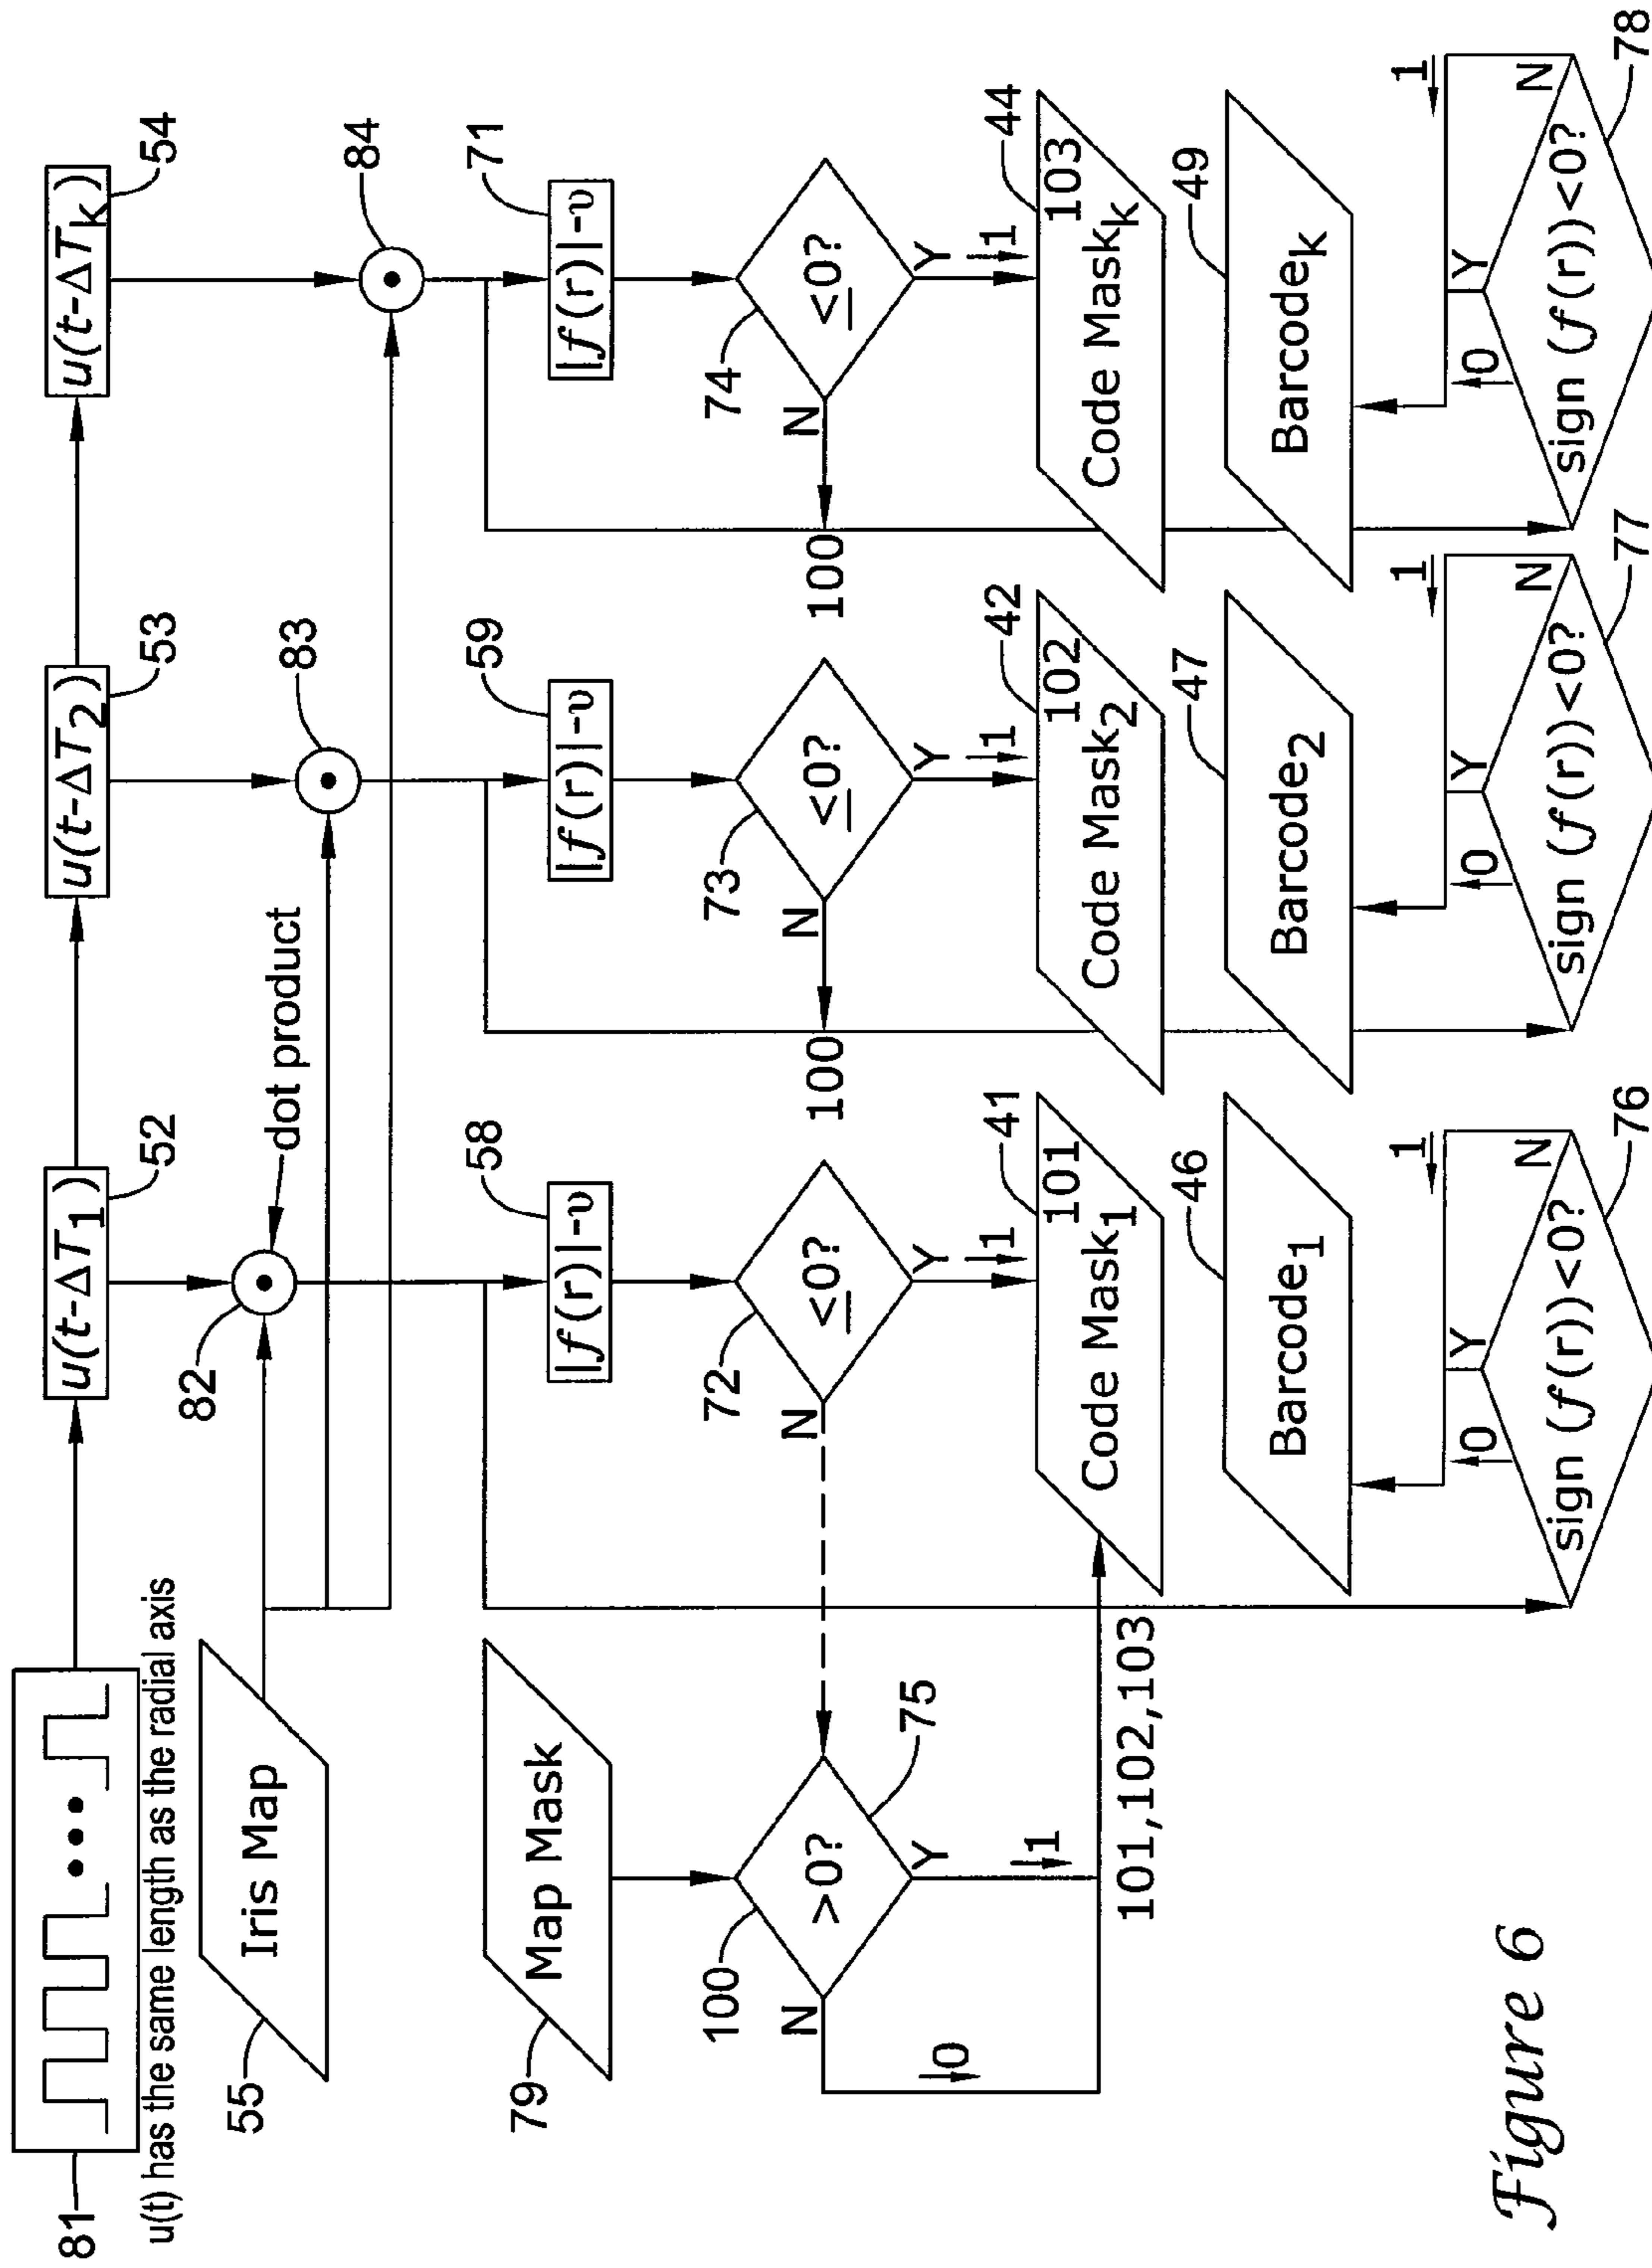 81
u(t) has the same length as the radial axis
u(t-ΔT1)
52
u(t-ΔT2)
53
u(t-ΔTk)
54
55
Iris Map
82
dot product
83
84
79
Map Mask
58
|f(r)|-υ
59
|f(r)|-υ
71
|f(r)|-υ
100
>0?
75
N
Y
0
1
72
≤0?
N
Y
1
73
≤0?
N
Y
1
100
74
≤0?
N
Y
1
100
101,102,103
41
101
Code Mask1
42
102
Code Mask2
44
103
Code Maskk
46
Barcode1
47
Barcode2
49
Barcodek
0
Y
1
N
sign (f(r))<0?
76
0
Y
1
N
sign (f(r))<0?
77
0
Y
1
N
sign (f(r))<0?
78
Figure 6